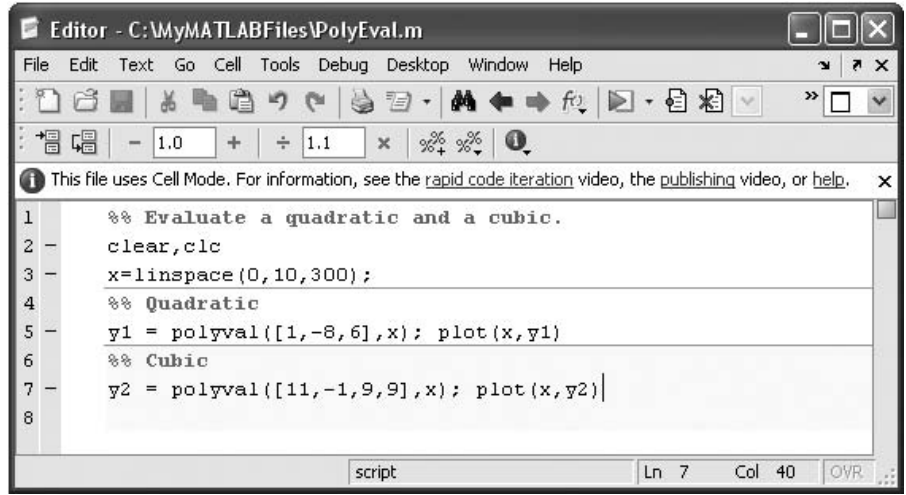 Editor - C:\MyMATLABFiles\PolyEval.m
File Edit Text Go Cell Tools Debug Desktop Window Help
- 1.0 + ÷ 1.1 ×
This file uses Cell Mode. For information, see the rapid code iteration video, the publishing video, or help.
1 %% Evaluate a quadratic and a cubic.
2 - clear,clc
3 - x=linspace(0,10,300);
4 %% Quadratic
5 - y1 = polyval([1,-8,6],x); plot(x,y1)
6 %% Cubic
7 - y2 = polyval([11,-1,9,9],x); plot(x,y2)
8
script Ln 7 Col 40 OVR